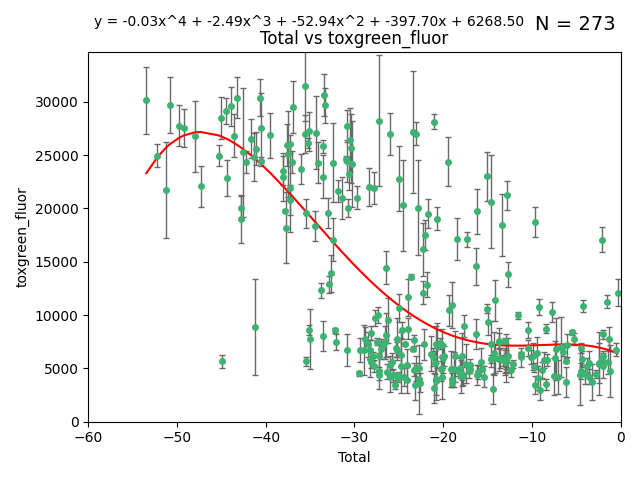 y = -0.03x^4 + -2.49x^3 + -52.94x^2 + -397.70x + 6268.50 N = 273
Total vs toxgreen_fluor
30000
25000
20000
15000
10000
5000
0
toxgreen_fluor
−60 −50 −40 −30 −20 −10 0
Total